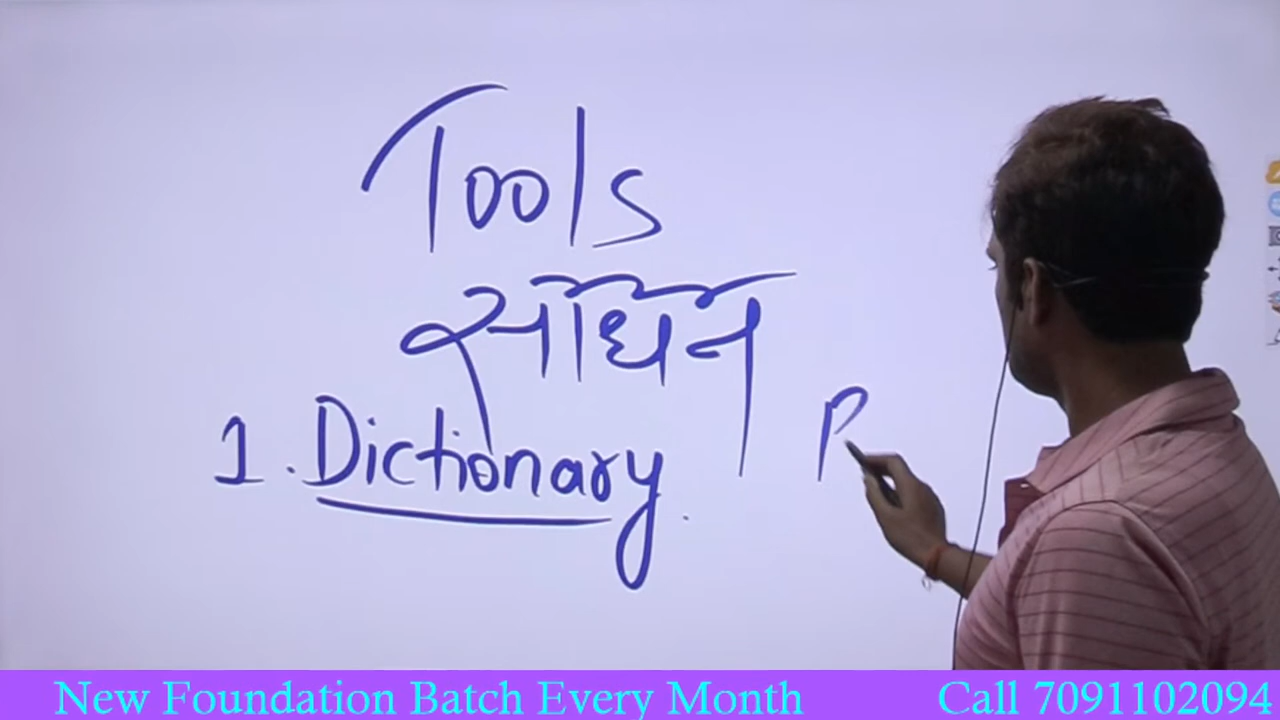 Tools
साधन
1. Dictionary
P
New Foundation Batch Every Month
Call 7091102094